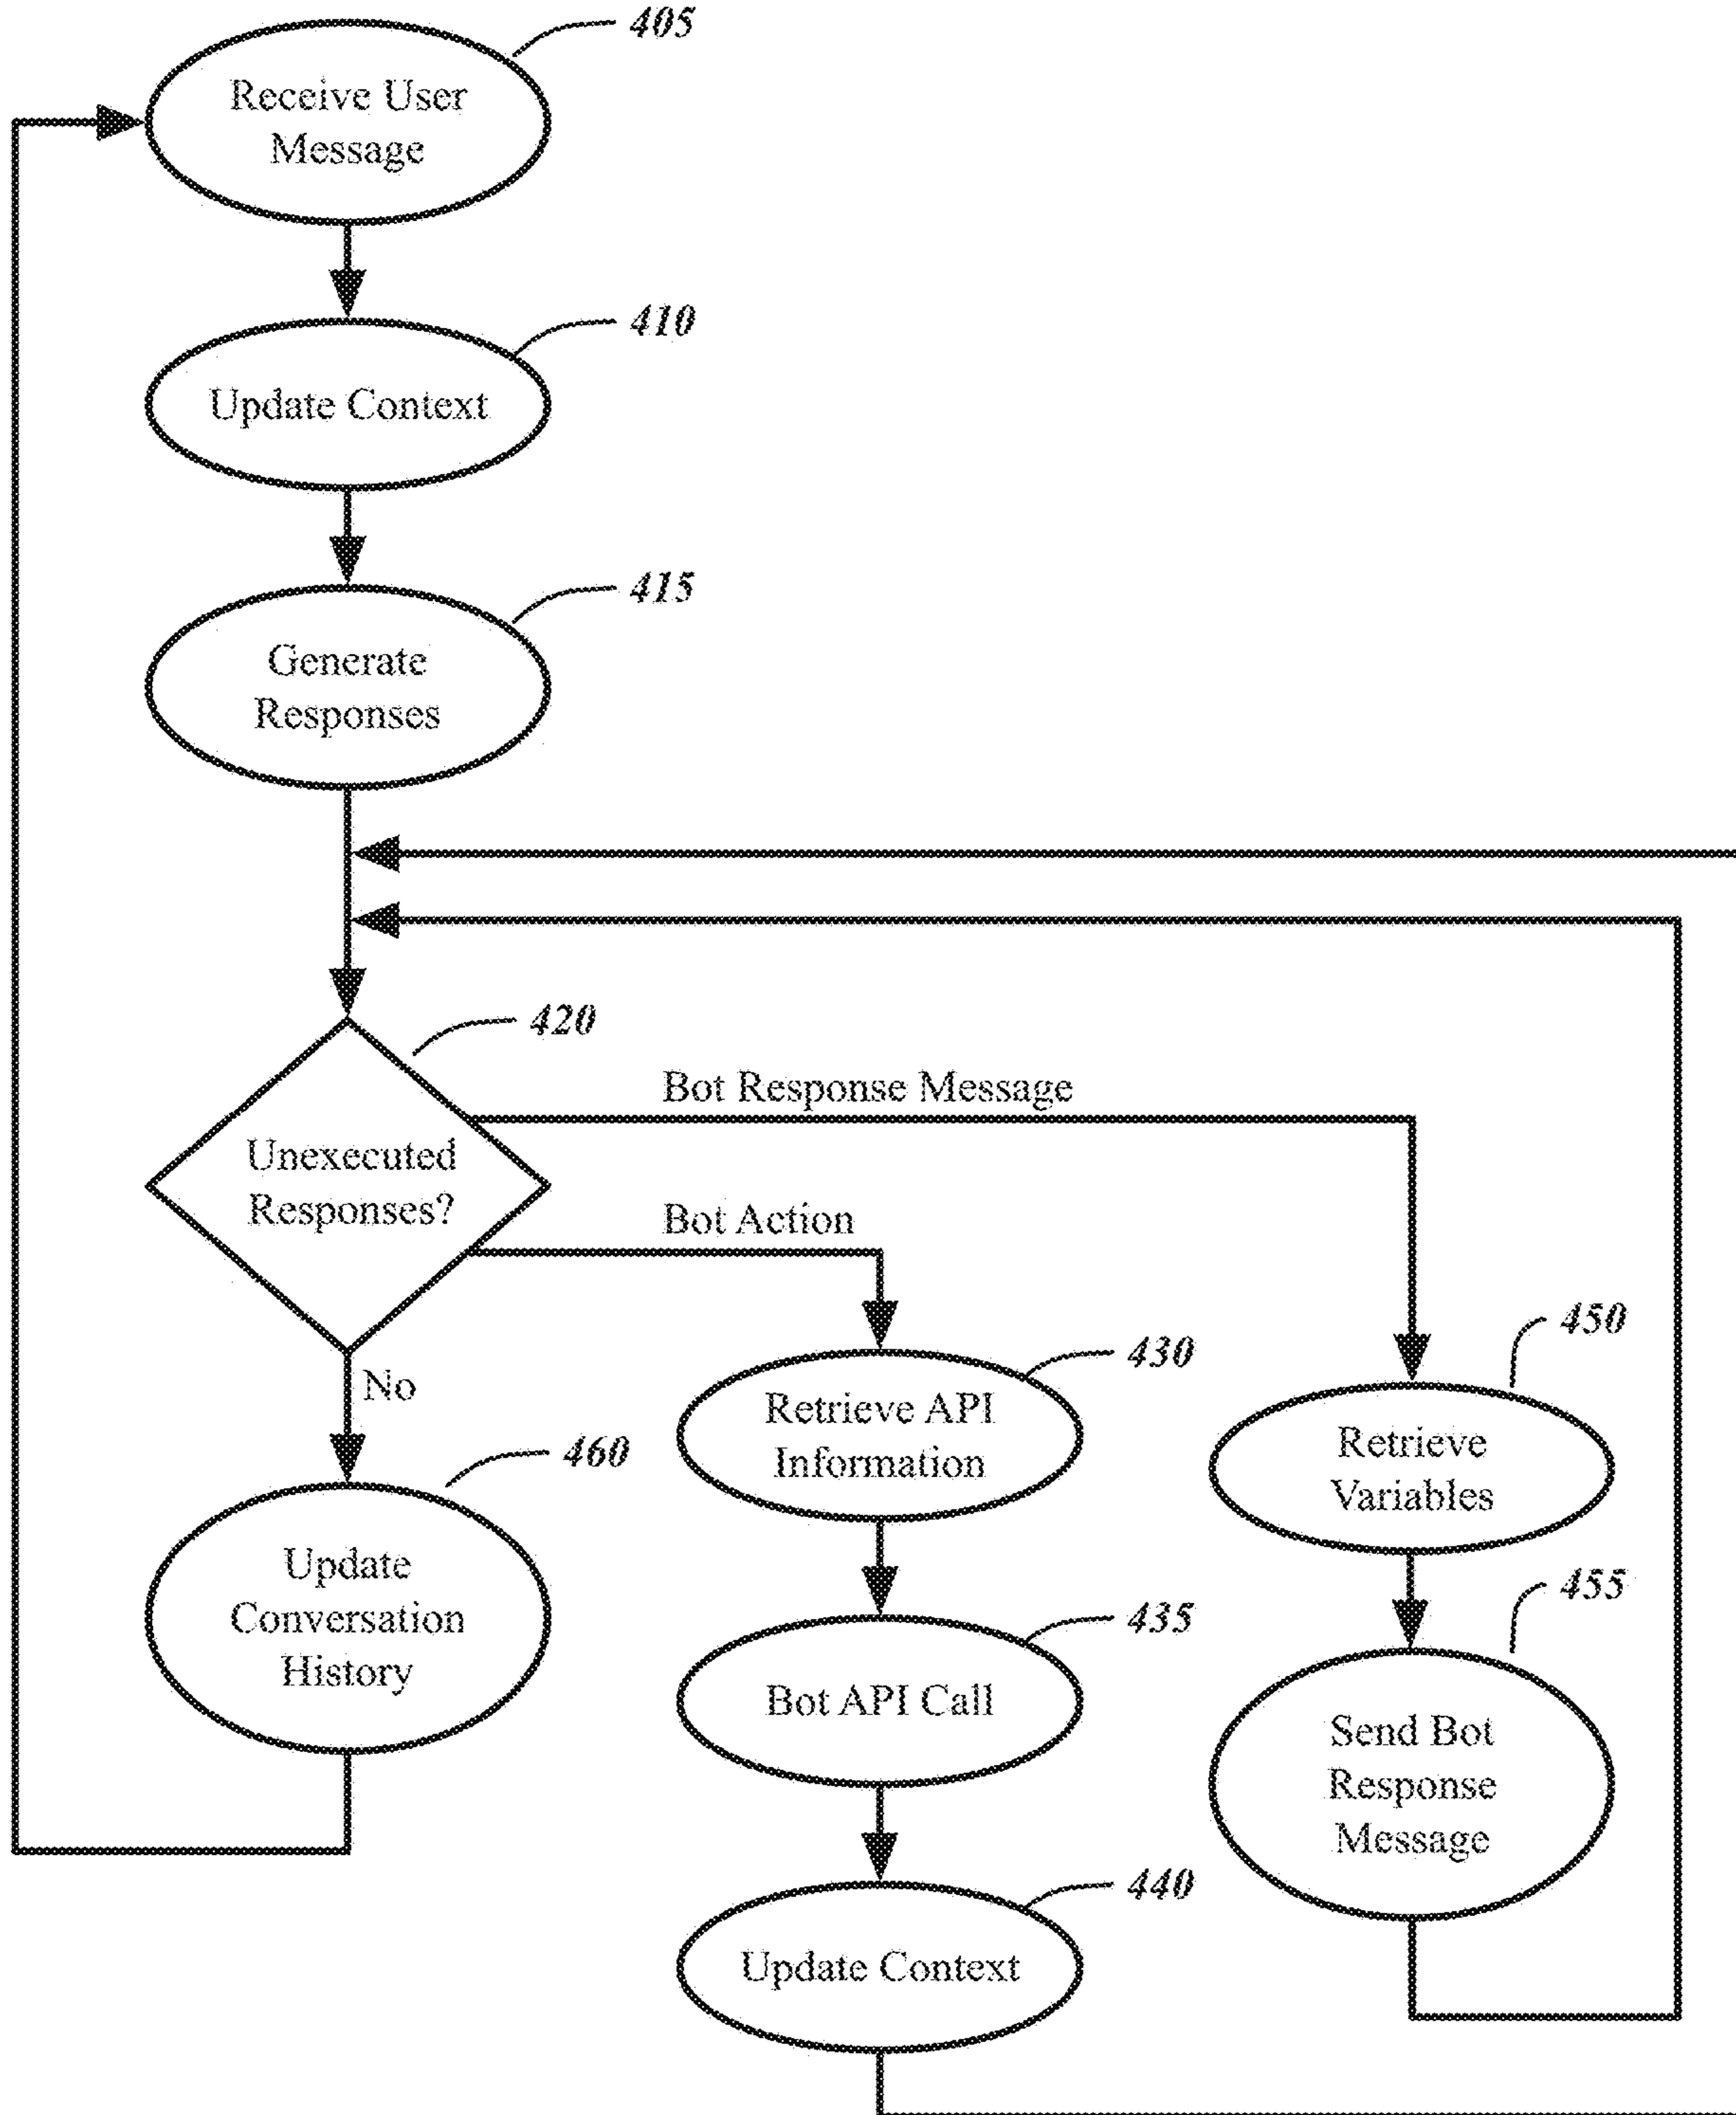 405
Receive User
Message
410
Update Context
415
Generate
Responses
420
Bot Response Message
Unexecuted
Responses?
Bot Action
No
430
Retrieve API
Information
450
Retrieve
Variables
460
Update
Conversation
History
435
Bot API Call
455
Send Bot
Response
Message
440
Update Context